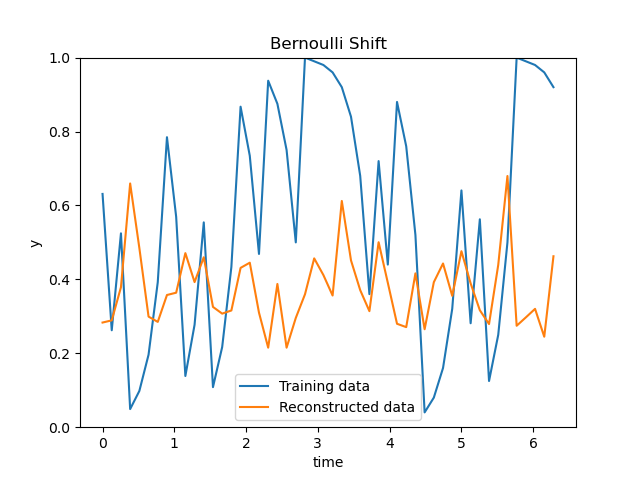 Bernoulli Shift
1.0
0.8
0.6
0.4
0.2
0.0
y
Training data
Reconstructed data
0 1 2 3 4 5 6
time